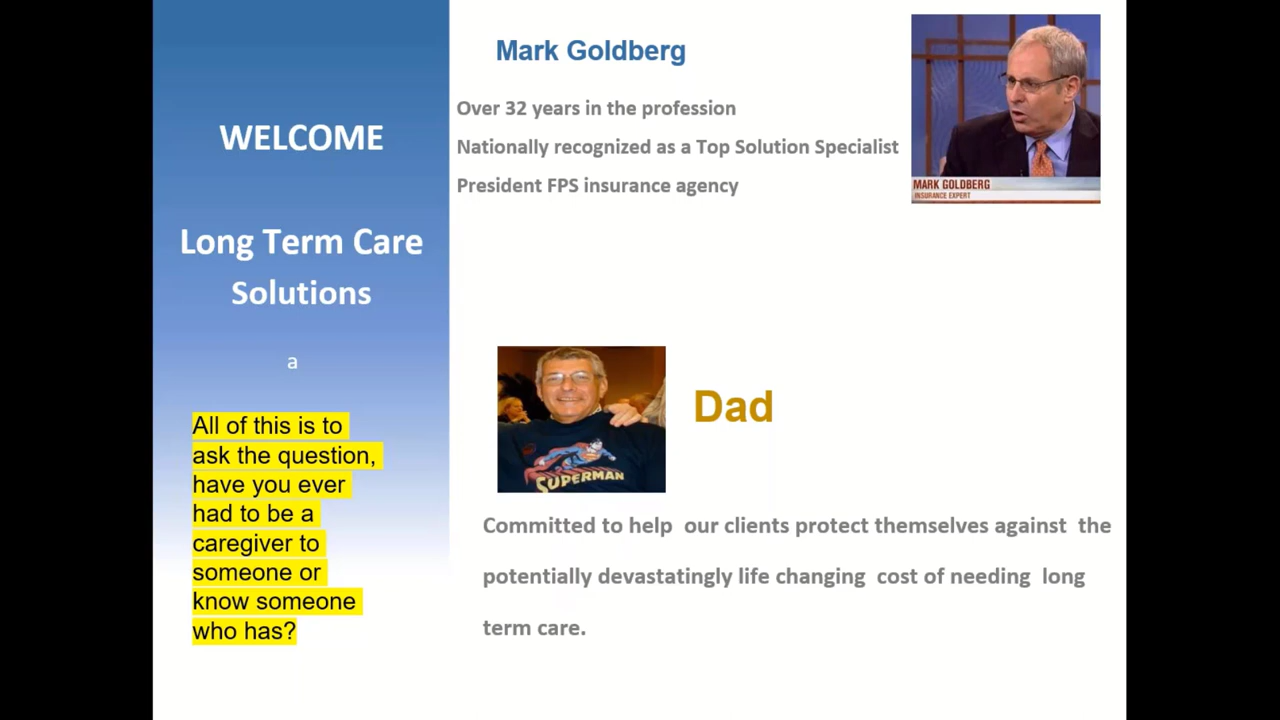 WELCOME
Long Term Care
Solutions
a
All of this is to
ask the question,
have you ever
had to be a
caregiver to
someone or
know someone
who has?
Mark Goldberg
Over 32 years in the profession
Nationally recognized as a Top Solution Specialist
President FPS insurance agency
MARK GOLDBERG
INSURANCE EXPERT
SUPERMAN
Dad
Committed to help our clients protect themselves against the
potentially devastatingly life changing cost of needing long
term care.